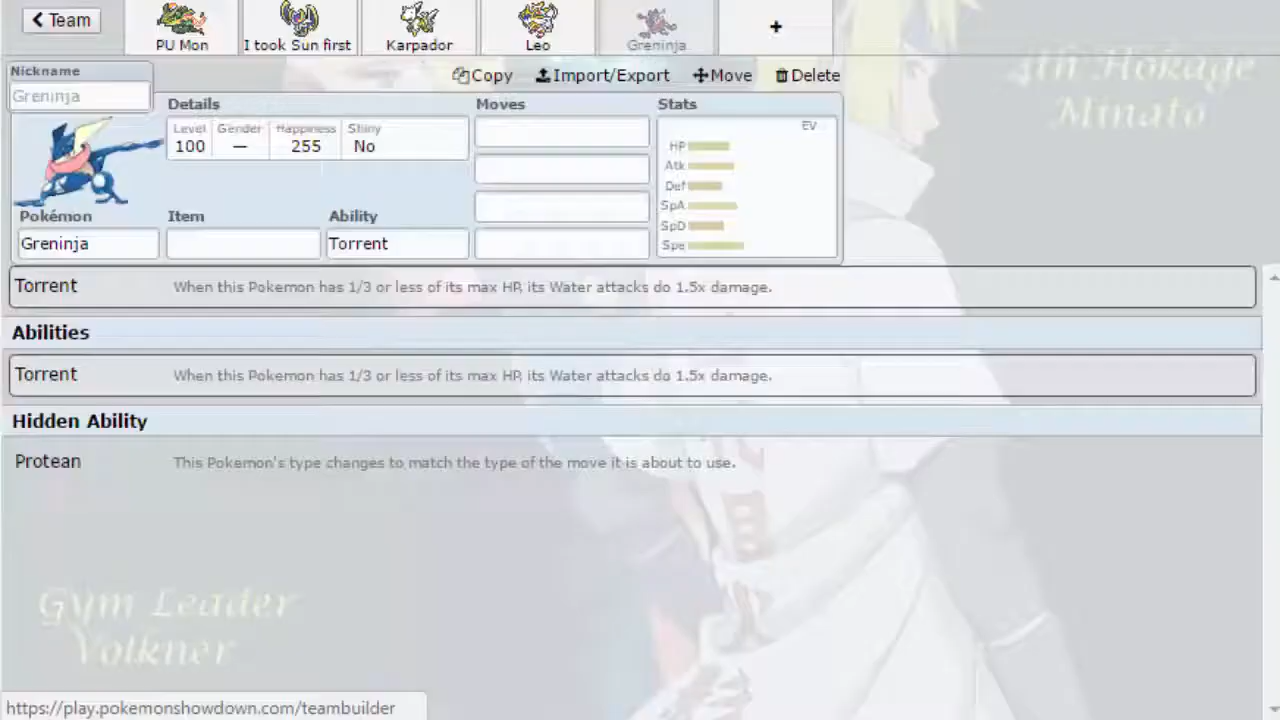 Team
PU Mon
I took Sun first
Karpador
Leo
Greninja
+
Nickname
Greninja
Copy
Import/Export
Move
Delete
Details
Moves
Stats
Level
Gender
Happiness
Shiny
100
—
255
No
EV
HP
Atk
Def
SpA
SpD
Spe
Pokémon
Item
Ability
Greninja
Torrent
Torrent When this Pokemon has 1/3 or less of its max HP, its Water attacks do 1.5x damage.
Abilities
Torrent When this Pokemon has 1/3 or less of its max HP, its Water attacks do 1.5x damage.
Hidden Ability
Protean This Pokemon's type changes to match the type of the move it is about to use.
4th Hokage
Minato
Gym Leader
Volkner
https://play.pokemonshowdown.com/teambuilder